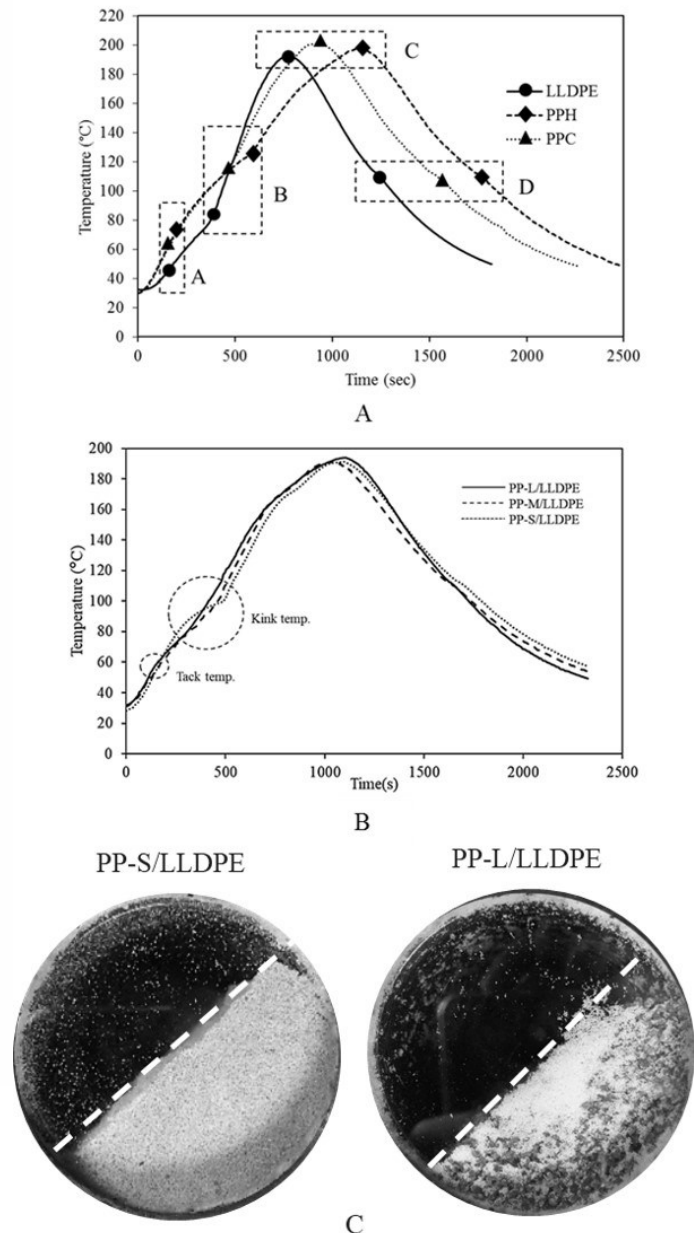 220
200
180
160
140
120
100
80
60
40
20
0
Temperature (°C)
C
LLDPE
PPH
PPC
B
D
A
0 500 1000 1500 2000 2500
Time (sec)
A
200
180
160
140
120
100
80
60
40
20
0
Temperature (°C)
PP-L/LLDPE
PP-M/LLDPE
PP-S/LLDPE
Kink temp.
Tack temp.
0 500 1000 1500 2000 2500
Time(s)
B
PP-S/LLDPE PP-L/LLDPE
C